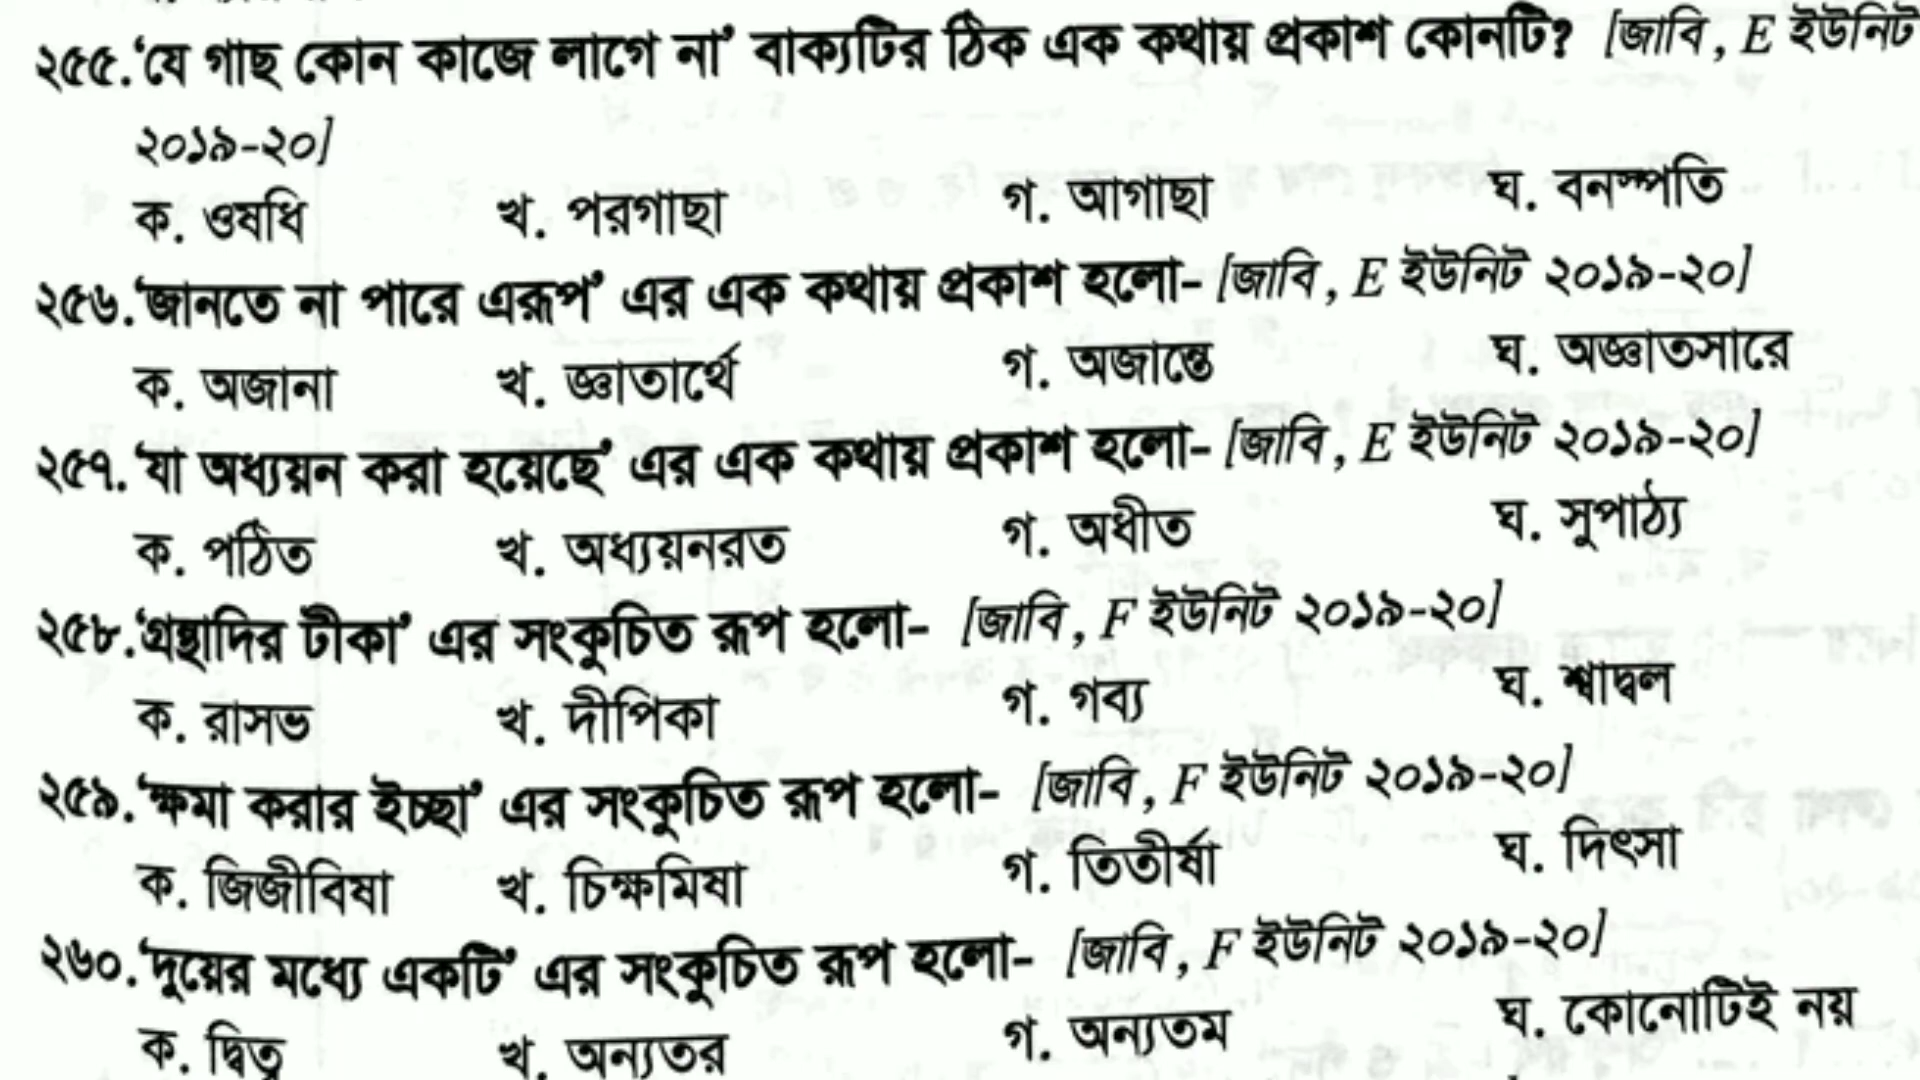 ২৫৫.‘যে গাছ কোন কাজে লাগে না’ বাক্যটির ঠিক এক কথায় প্রকাশ কোনটি? [জাবি, E ইউনিট
২০১৯-২০]
ক. ওষধি খ. পরগাছা গ. আগাছা ঘ. বনস্পতি
২৫৬.‘জানতে না পারে এরূপ’ এর এক কথায় প্রকাশ হলো- [জাবি, E ইউনিট ২০১৯-২০]
ক. অজানা খ. জ্ঞাতার্থে গ. অজান্তে ঘ. অজ্ঞাতসারে
২৫৭. ‘যা অধ্যয়ন করা হয়েছে’ এর এক কথায় প্রকাশ হলো- [জাবি, E ইউনিট ২০১৯-২০]
ক. পঠিত খ. অধ্যয়নরত গ. অধীত ঘ. সুপাঠ্য
২৫৮.‘গ্রন্থাদির টীকা’ এর সংকুচিত রূপ হলো- [জাবি, F ইউনিট ২০১৯-২০]
ক. রাসভ খ. দীপিকা গ. গব্য ঘ. শ্বাদ্বল
২৫৯.‘ক্ষমা করার ইচ্ছা’ এর সংকুচিত রূপ হলো- [জাবি, F ইউনিট ২০১৯-২০]
ক. জিজীবিষা খ. চিক্ষমিষা গ. তিতীর্ষা ঘ. দিৎসা
২৬০.‘দুয়ের মধ্যে একটি’ এর সংকুচিত রূপ হলো- [জাবি, F ইউনিট ২০১৯-২০]
ক. দ্বিত্ব খ. অন্যতর গ. অন্যতম ঘ. কোনোটিই নয়